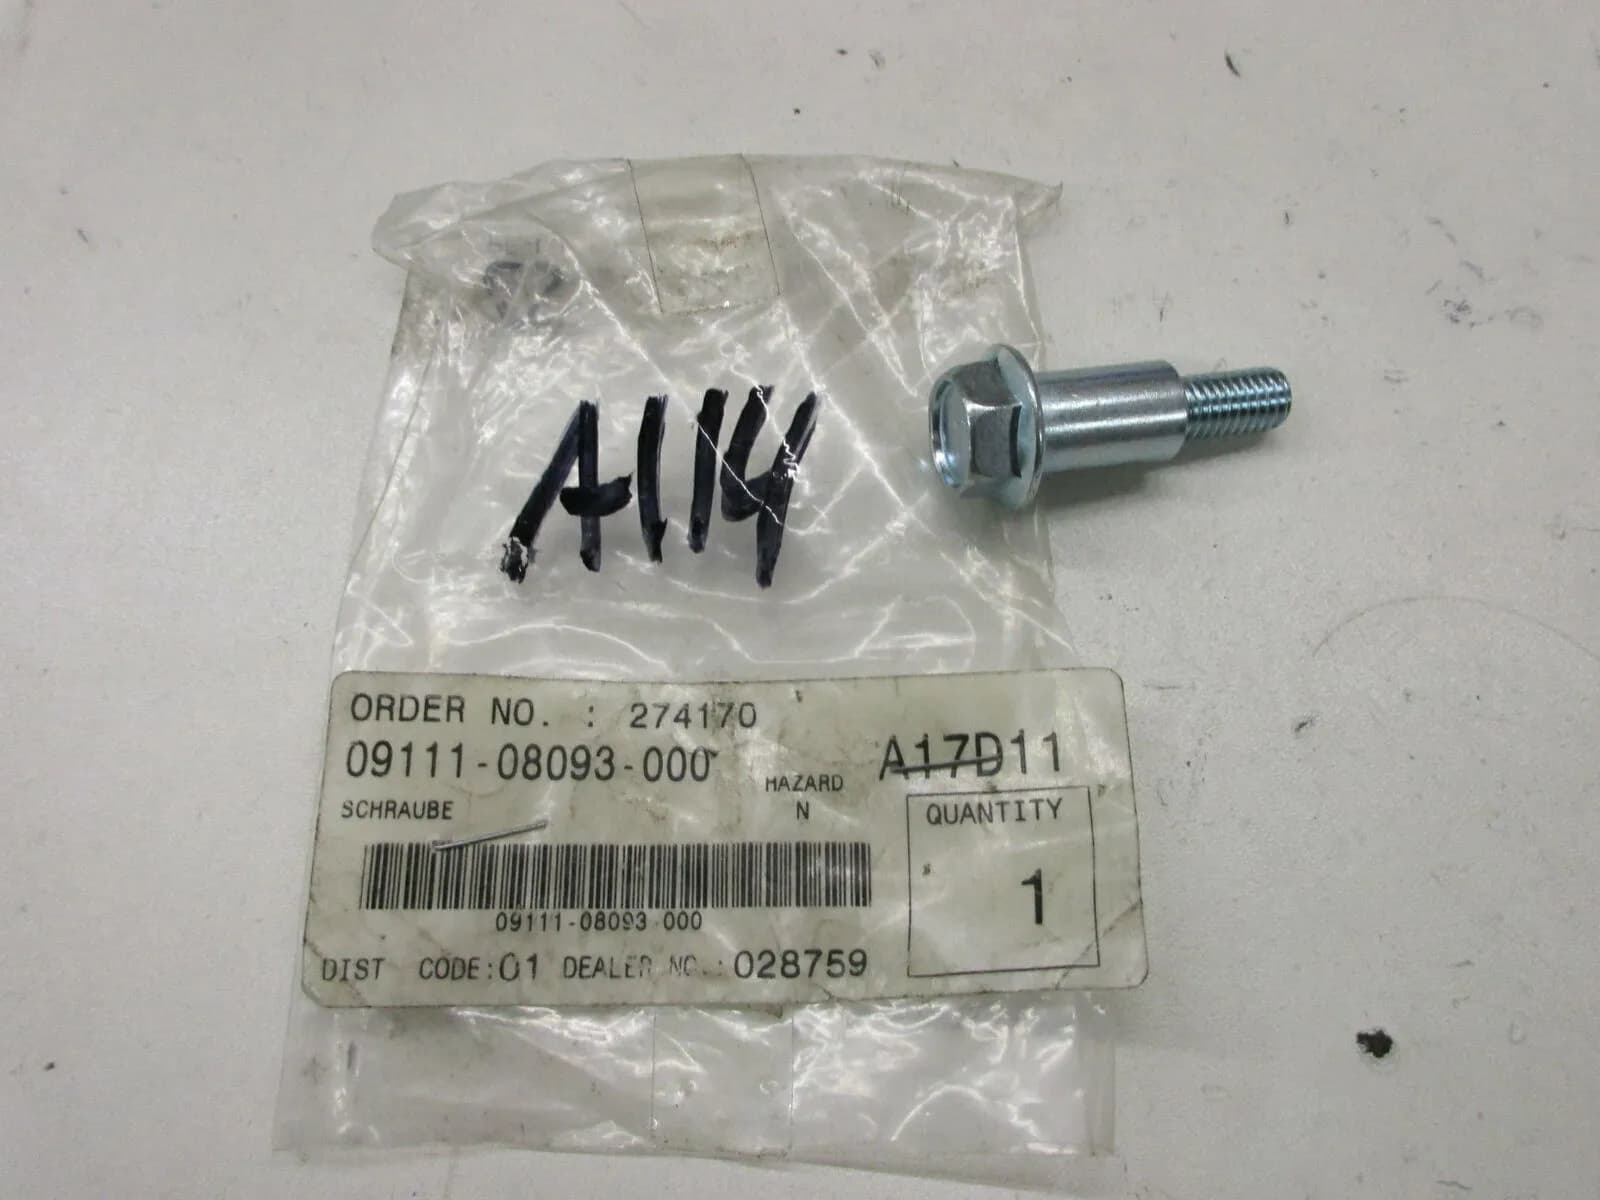 A114
ORDER NO. : 274170
09111-08093-000
A17D11
HAZARD
SCHRAUBE
N
QUANTITY
1
09111-08093-000
DIST CODE:01 DEALER NO.:028759